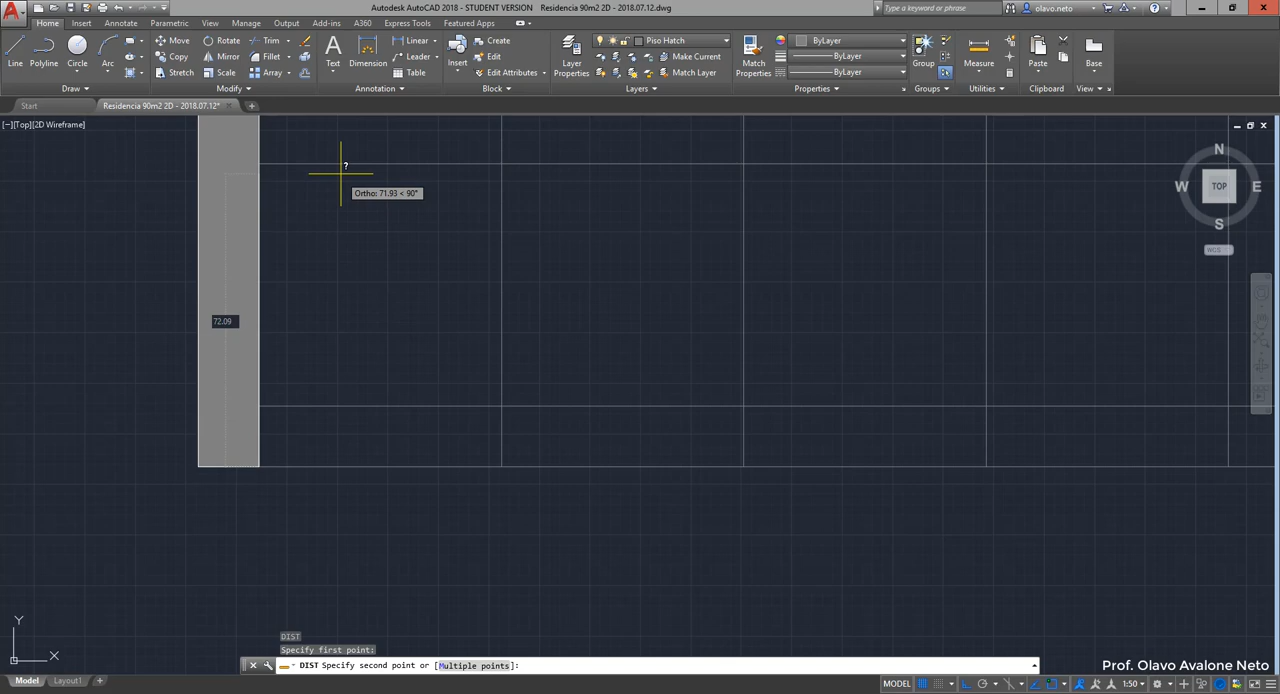 Autodesk AutoCAD 2018 - STUDENT VERSION Residencia 90m2 2D - 2018.07.12.dwg
Type a keyword or phrase
olavo.neto
Home Insert Annotate Parametric View Manage Output Add-ins A360 Express Tools Featured Apps
Line Polyline Circle Arc
Move Rotate Trim
Copy Mirror Fillet
Stretch Scale Array
Text Dimension
Linear
Leader
Table
Insert
Create
Edit
Edit Attributes
Layer Properties
Piso Hatch
Make Current
Match Layer
Match Properties
ByLayer
ByLayer
ByLayer
Group Measure Paste Base
Draw Modify Annotation Block Layers Properties Groups Utilities Clipboard View
Start Residencia 90m2 2D - 2018.07.12*
[−][Top][2D Wireframe]
N
W TOP E
S
WCS
?
Ortho: 71.93 < 90°
72.09
Y
X
DIST
Specify first point:
DIST Specify second point or [Multiple points]:
Prof. Olavo Avalone Neto
Model Layout1
MODEL 1:50